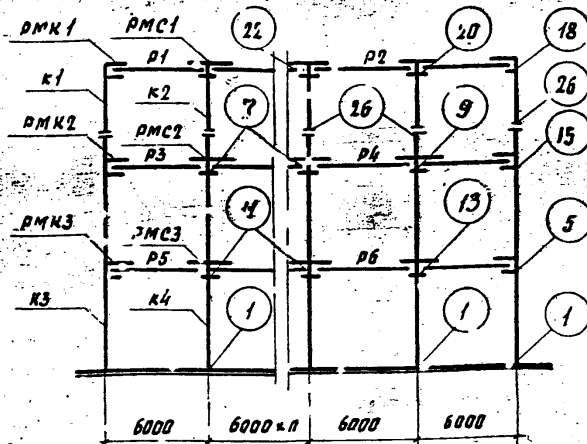 РМК1 РМС1 22 20 18
Р1 Р2
К1 К2 26 26
РМК2 РМС2 7 9 15
Р3 Р4
РМК3 РМС3 4 13 5
Р5 Р6
К3 К4 1 1 1
6000 6000×п 6000 6000